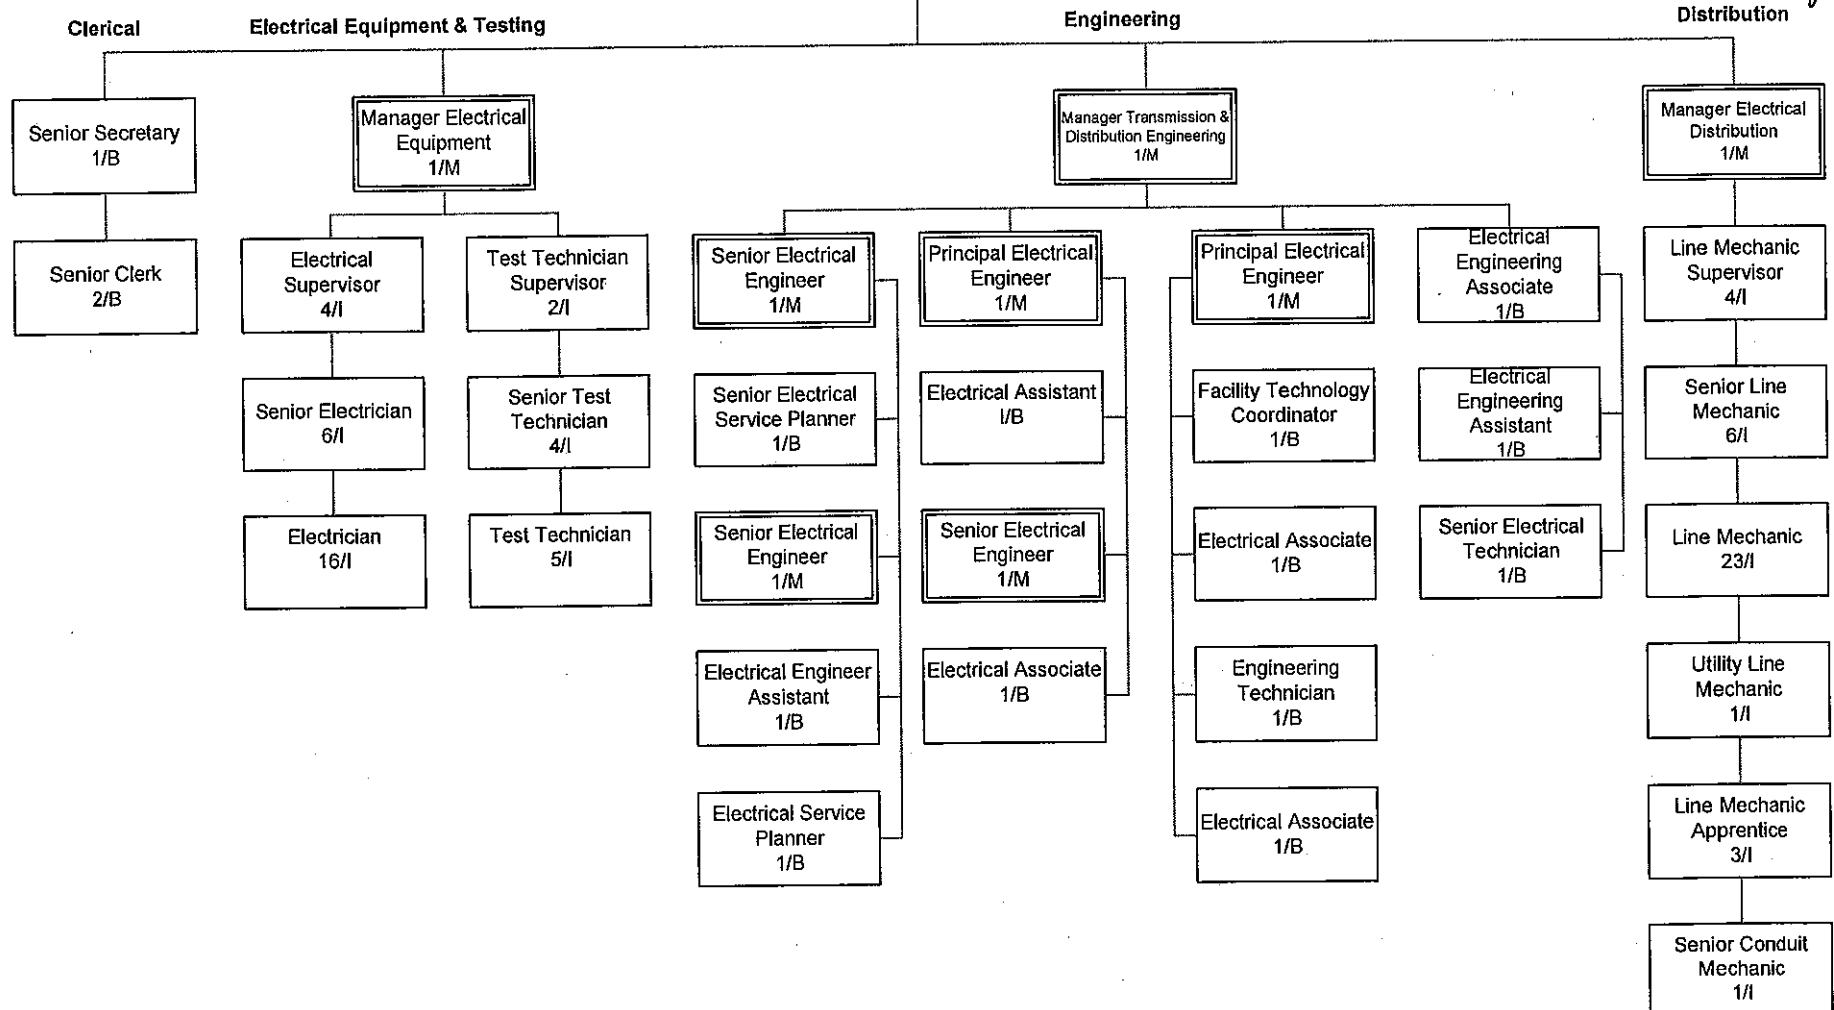 Clerical
Electrical Equipment & Testing
Engineering
Distribution
Senior Secretary
1/B
Senior Clerk
2/B
Manager Electrical
Equipment
1/M
Electrical
Supervisor
4/I
Senior Electrician
6/I
Electrician
16/I
Test Technician
Supervisor
2/I
Senior Test
Technician
4/I
Test Technician
5/I
Manager Transmission &
Distribution Engineering
1/M
Senior Electrical
Engineer
1/M
Senior Electrical
Service Planner
1/B
Senior Electrical
Engineer
1/M
Electrical Engineer
Assistant
1/B
Electrical Service
Planner
1/B
Principal Electrical
Engineer
1/M
Electrical Assistant
I/B
Senior Electrical
Engineer
1/M
Electrical Associate
1/B
Principal Electrical
Engineer
1/M
Facility Technology
Coordinator
1/B
Electrical Associate
1/B
Engineering
Technician
1/B
Electrical Associate
1/B
Electrical
Engineering
Associate
1/B
Electrical
Engineering
Assistant
1/B
Senior Electrical
Technician
1/B
Manager Electrical
Distribution
1/M
Line Mechanic
Supervisor
4/I
Senior Line
Mechanic
6/I
Line Mechanic
23/I
Utility Line
Mechanic
1/I
Line Mechanic
Apprentice
3/I
Senior Conduit
Mechanic
1/I